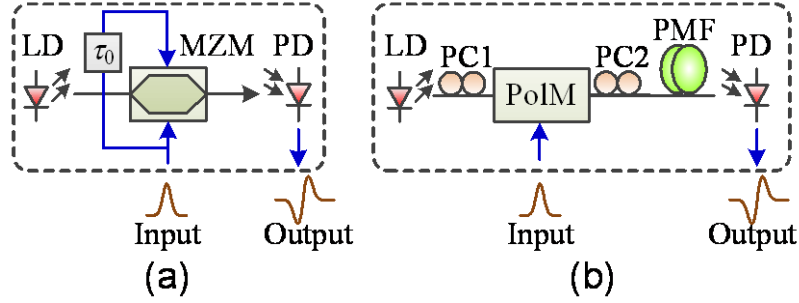 LD τ0 MZM PD
Input Output
(a)
LD PC1 PolM PC2 PMF PD
Input Output
(b)